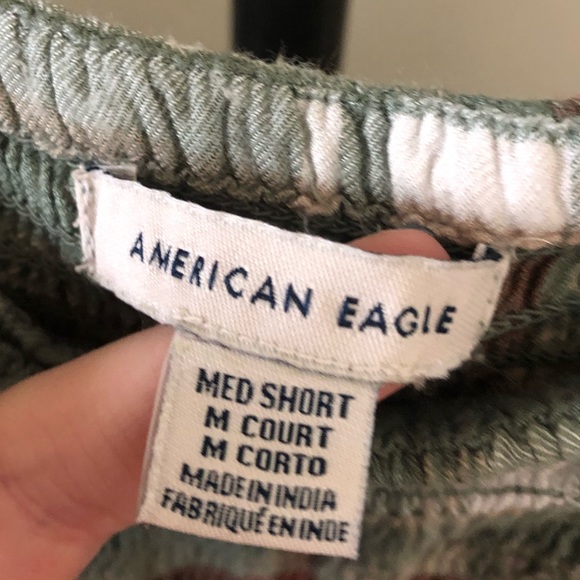 AMERICAN EAGLE
MED SHORT
M COURT
M CORTO
MADE IN INDIA
FABRIQUÉ EN INDE